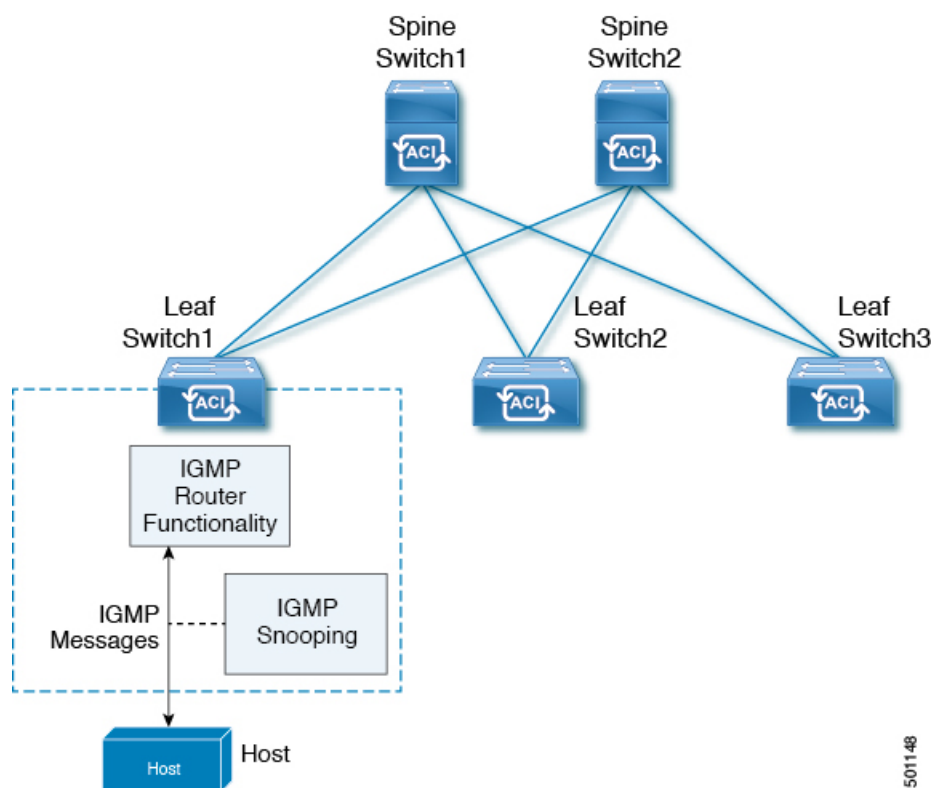 Spine
Switch1
Spine
Switch2
ACI
ACI
Leaf
Switch1
Leaf
Switch2
Leaf
Switch3
ACI
ACI
ACI
IGMP
Router
Functionality
IGMP
Messages
IGMP
Snooping
Host
Host
501148